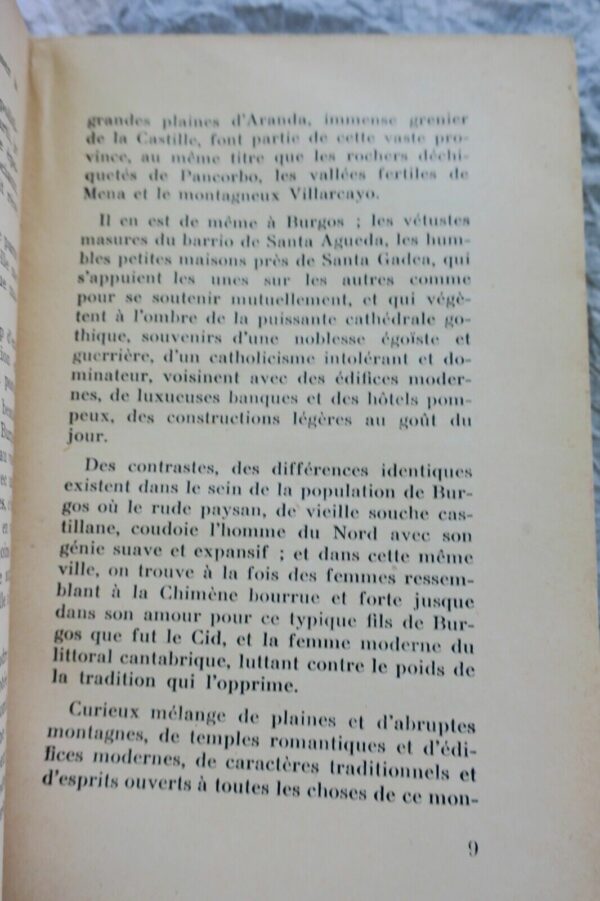 grandes plaines d'Aranda, immense grenier
de la Castille, font partie de cette vaste pro-
vince, au même titre que les rochers déchi-
quetés de Pancorbo, les vallées fertiles de
Mena et le montagneux Villarcayo.
Il en est de même à Burgos ; les vétustes
masures du barrio de Santa Agueda, les hum-
bles petites maisons près de Santa Gadea, qui
s'appuient les unes sur les autres comme
pour se soutenir mutuellement, et qui végè-
tent à l'ombre de la puissante cathédrale go-
thique, souvenirs d'une noblesse égoïste et
guerrière, d'un catholicisme intolérant et do-
minateur, voisinent avec des édifices moder-
nes, de luxueuses banques et des hôtels pom-
peux, des constructions légères au goût du
jour.
Des contrastes, des différences identiques
existent dans le sein de la population de Bur-
gos où le rude paysan, de vieille souche cas-
tillane, coudoie l'homme du Nord avec son
génie suave et expansif ; et dans cette même
ville, on trouve à la fois des femmes ressem-
blant à la Chimène bourrue et forte jusque
dans son amour pour ce typique fils de Bur-
gos que fut le Cid, et la femme moderne du
littoral cantabrique, luttant contre le poids de
la tradition qui l'opprime.
Curieux mélange de plaines et d'abruptes
montagnes, de temples romantiques et d'édi-
fices modernes, de caractères traditionnels et
d'esprits ouverts à toutes les choses de ce mon-
9